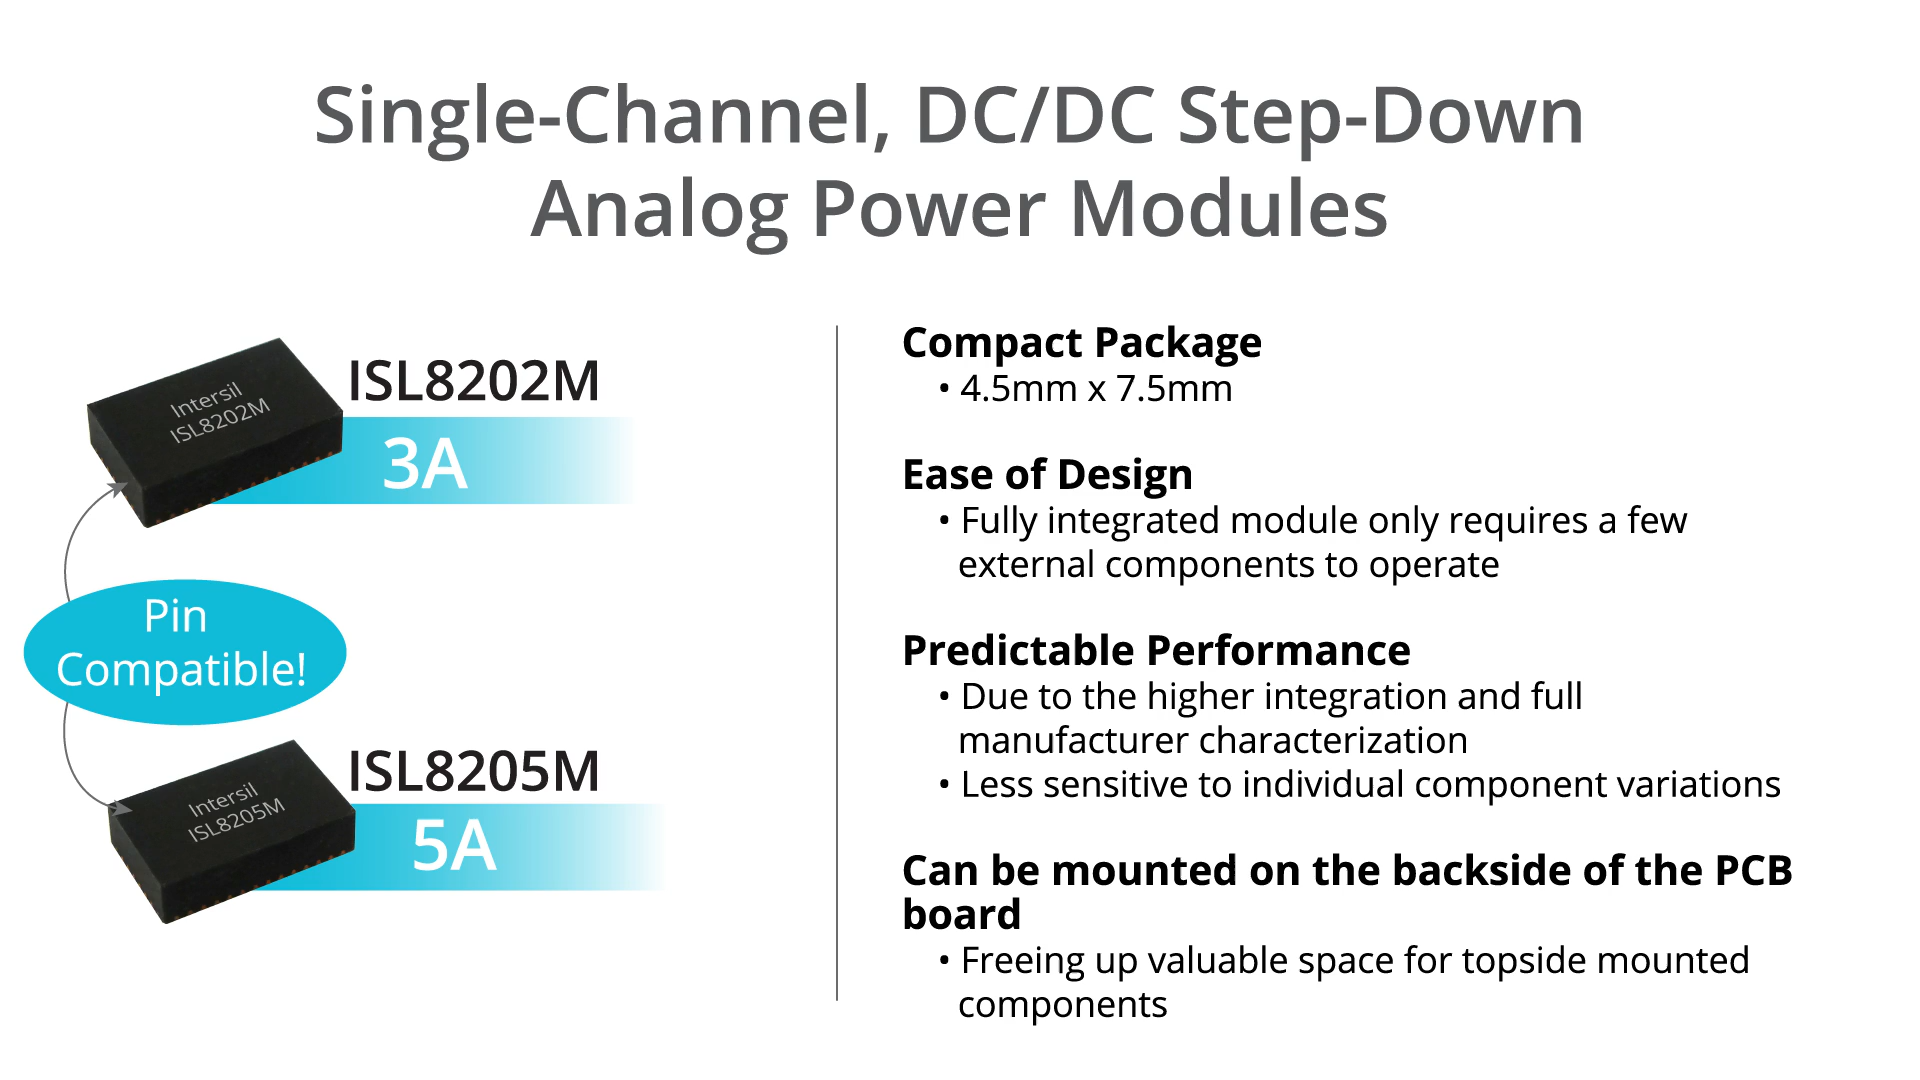 Single-Channel, DC/DC Step-Down
Analog Power Modules
Intersil
ISL8202M
ISL8202M
3A
Pin
Compatible!
Intersil
ISL8205M
ISL8205M
5A
Compact Package
• 4.5mm x 7.5mm
Ease of Design
• Fully integrated module only requires a few
external components to operate
Predictable Performance
• Due to the higher integration and full
manufacturer characterization
• Less sensitive to individual component variations
Can be mounted on the backside of the PCB
board
• Freeing up valuable space for topside mounted
components